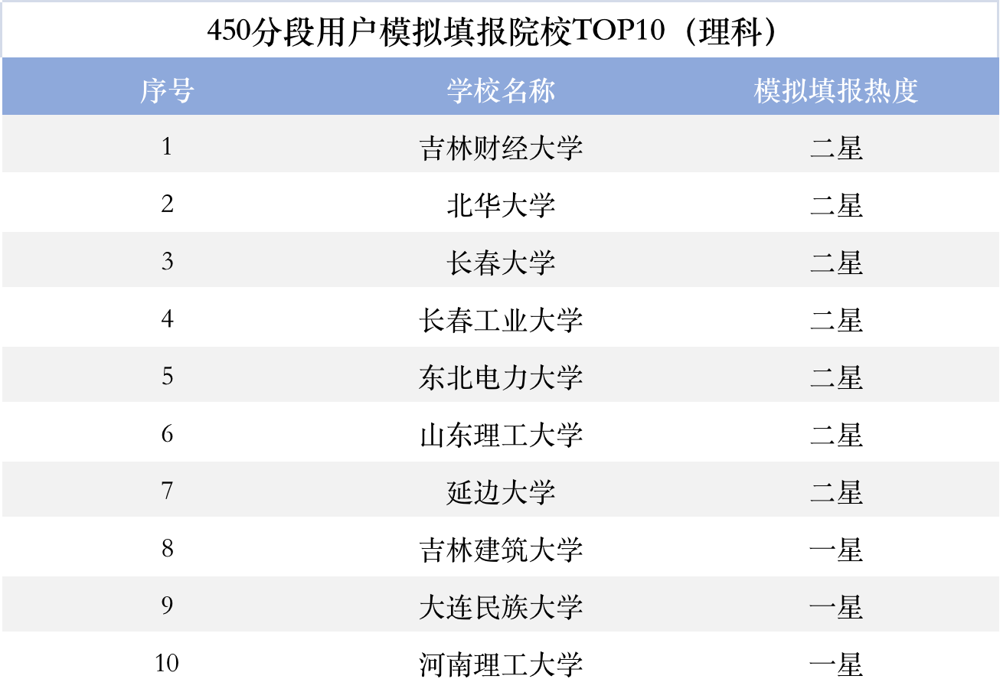 450分段用户模拟填报院校TOP10（理科）
序号 学校名称 模拟填报热度
1 吉林财经大学 二星
2 北华大学 二星
3 长春大学 二星
4 长春工业大学 二星
5 东北电力大学 二星
6 山东理工大学 二星
7 延边大学 二星
8 吉林建筑大学 一星
9 大连民族大学 一星
10 河南理工大学 一星